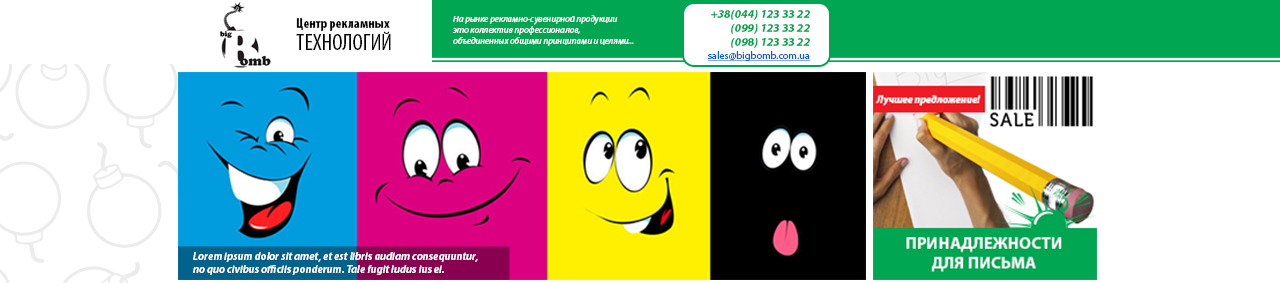 big
Bomb
Центр рекламных
ТЕХНОЛОГИЙ
На рынке рекламно-сувенирной продукции
это коллектив профессионалов,
объединенных общими принципами и целями...
+38(044) 123 33 22
(099) 123 33 22
(098) 123 33 22
sales@bigbomb.com.ua
Lorem ipsum dolor sit amet, et est libris audiam consequuntur,
no quo civibus officiis ponderum. Tale fugit ludus ius ei.
Лучшее предложение!
SALE
ПРИНАДЛЕЖНОСТИ
ДЛЯ ПИСЬМА